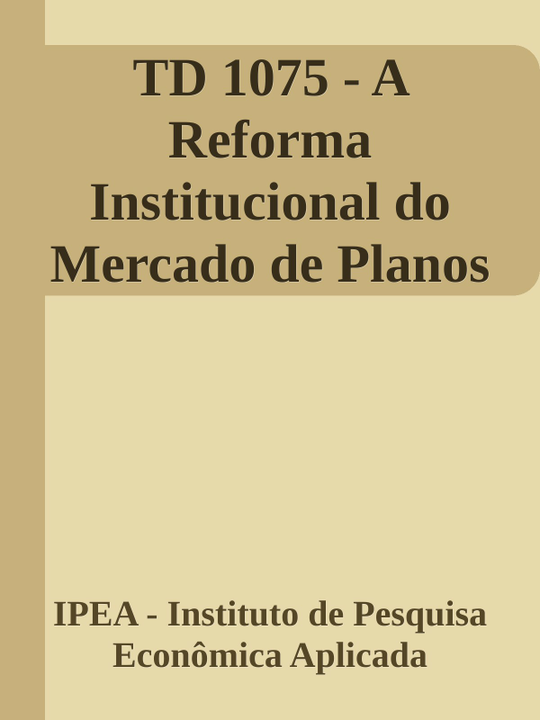 TD 1075 - A
Reforma
Institucional do
Mercado de Planos
IPEA - Instituto de Pesquisa
Econômica Aplicada